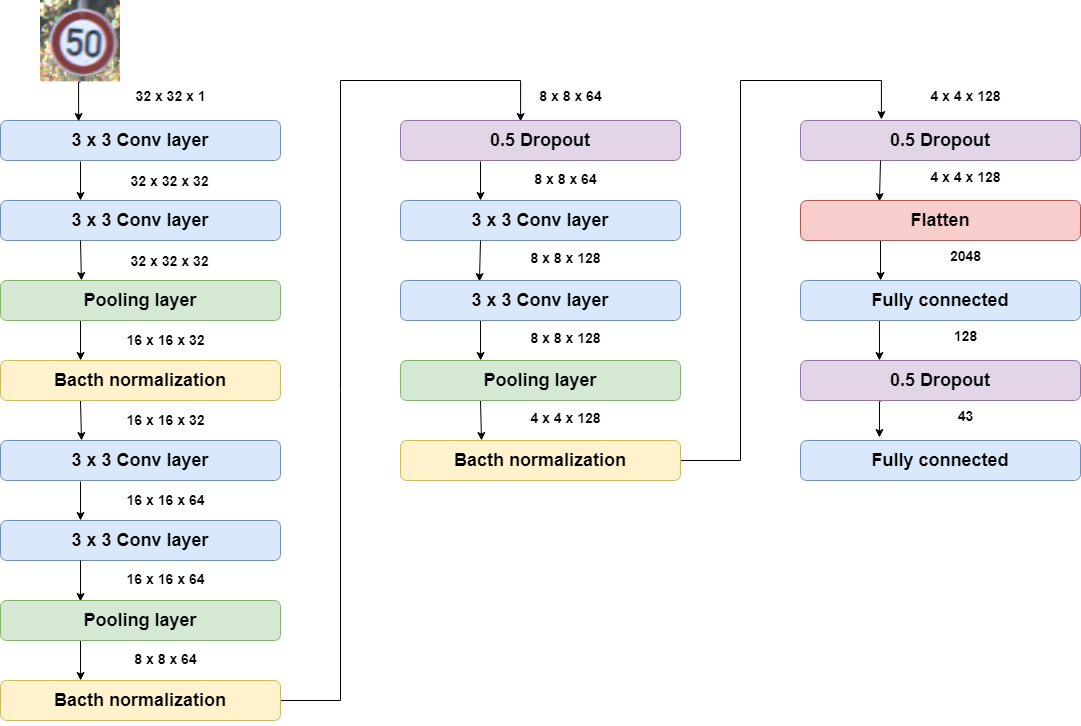 50
32 x 32 x 1
3 x 3 Conv layer
32 x 32 x 32
3 x 3 Conv layer
32 x 32 x 32
Pooling layer
16 x 16 x 32
Bacth normalization
16 x 16 x 32
3 x 3 Conv layer
16 x 16 x 64
3 x 3 Conv layer
16 x 16 x 64
Pooling layer
8 x 8 x 64
Bacth normalization
8 x 8 x 64
0.5 Dropout
8 x 8 x 64
3 x 3 Conv layer
8 x 8 x 128
3 x 3 Conv layer
8 x 8 x 128
Pooling layer
4 x 4 x 128
Bacth normalization
4 x 4 x 128
0.5 Dropout
4 x 4 x 128
Flatten
2048
Fully connected
128
0.5 Dropout
43
Fully connected